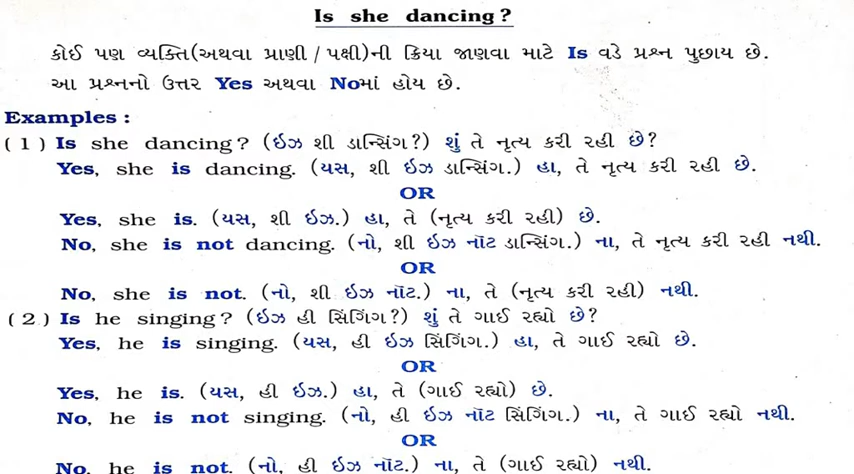 Is she dancing?
કોઈ પણ વ્યક્તિ(અથવા પ્રાણી / પક્ષી)ની ક્રિયા જાણવા માટે Is વડે પ્રશ્ન પુછાય છે.
આ પ્રશ્નનો ઉત્તર Yes અથવા Noમાં હોય છે.
Examples :
( 1 ) Is she dancing? (ઇઝ શી ડાન્સિંગ?) શું તે નૃત્ય કરી રહી છે?
Yes, she is dancing. (યસ, શી ઇઝ ડાન્સિંગ.) હા, તે નૃત્ય કરી રહી છે.
OR
Yes, she is. (યસ, શી ઇઝ.) હા, તે (નૃત્ય કરી રહી) છે.
No, she is not dancing. (નો, શી ઇઝ નૉટ ડાન્સિંગ.) ના, તે નૃત્ય કરી રહી નથી.
OR
No, she is not. (નો, શી ઇઝ નૉટ.) ના, તે (નૃત્ય કરી રહી) નથી.
( 2 ) Is he singing? (ઇઝ હી સિંગિંગ?) શું તે ગાઈ રહ્યો છે?
Yes, he is singing. (યસ, હી ઇઝ સિંગિંગ.) હા, તે ગાઈ રહ્યો છે.
OR
Yes, he is. (યસ, હી ઇઝ.) હા, તે (ગાઈ રહ્યો) છે.
No, he is not singing. (નો, હી ઇઝ નૉટ સિંગિંગ.) ના, તે ગાઈ રહ્યો નથી.
OR
No, he is not. (નો, હી ઇઝ નૉટ.) ના, તે (ગાઈ રહ્યો) નથી.